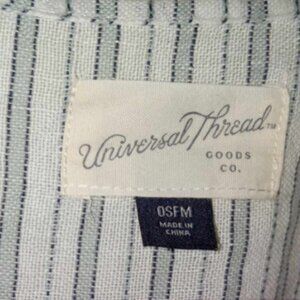 Universal Thread™
GOODS
CO.
OSFM
MADE IN
CHINA